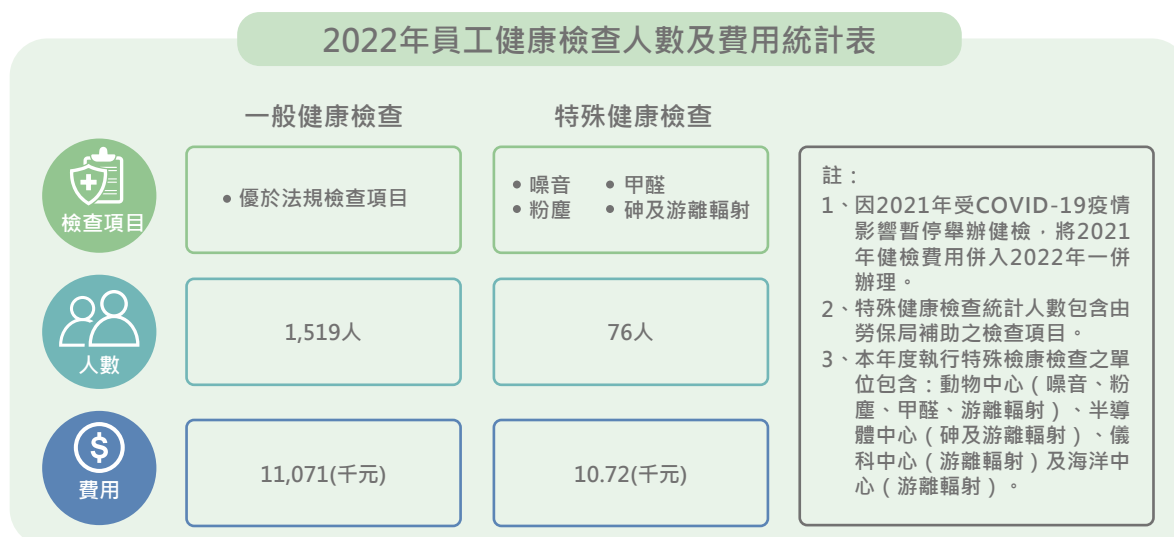 2022年員工健康檢查人數及費用統計表
一般健康檢查
特殊健康檢查
檢查項目
• 優於法規檢查項目
• 噪音 • 甲醛
• 粉塵 • 砷及游離輻射
人數
1,519人
76人
費用
11,071(千元)
10.72(千元)
註：
1、因2021年受COVID-19疫情
影響暫停舉辦健檢，將2021
年健檢費用併入2022年一併
辦理。
2、特殊健康檢查統計人數包含由
勞保局補助之檢查項目。
3、本年度執行特殊檢康檢查之單
位包含：動物中心（噪音、粉
塵、甲醛、游離輻射）、半導
體中心（砷及游離輻射）、儀
科中心（游離輻射）及海洋中
心（游離輻射）。